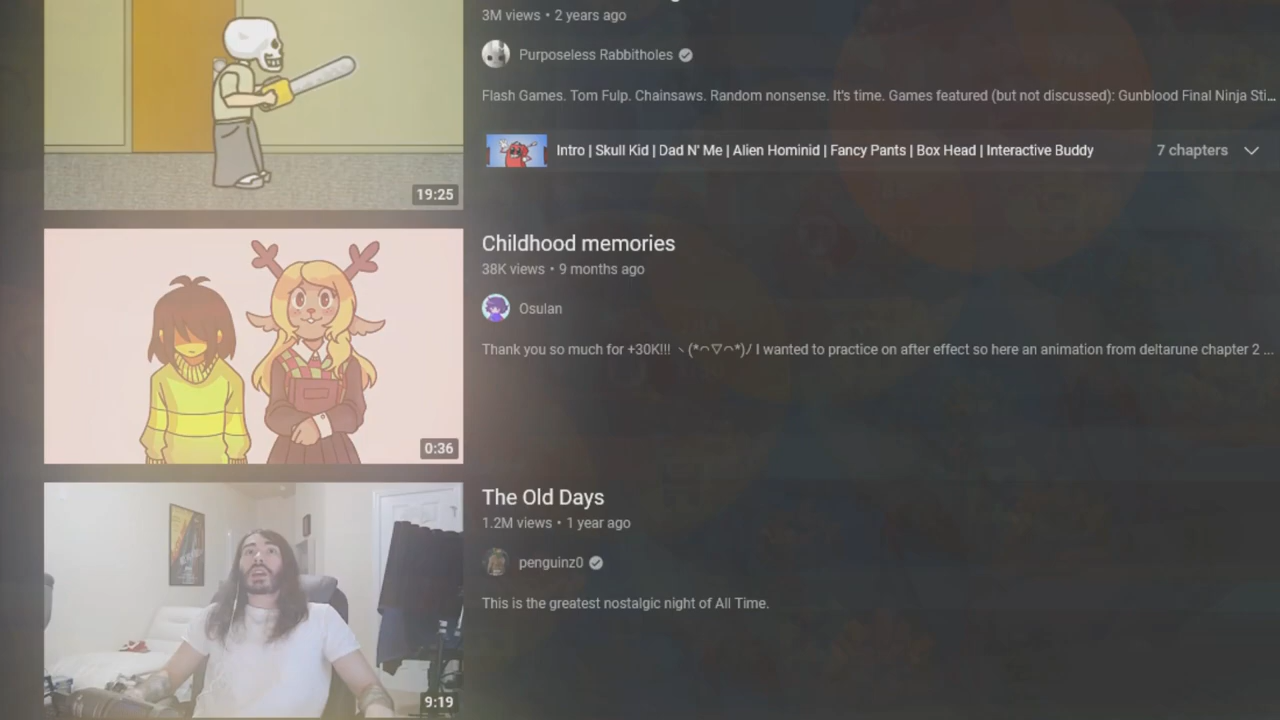 3M views • 2 years ago
Purposeless Rabbitholes
Flash Games. Tom Fulp. Chainsaws. Random nonsense. It's time. Games featured (but not discussed): Gunblood Final Ninja Sti...
Intro | Skull Kid | Dad N' Me | Alien Hominid | Fancy Pants | Box Head | Interactive Buddy
7 chapters
19:25
Childhood memories
38K views • 9 months ago
Osulan
Thank you so much for +30K!!! ヽ(*⌒▽⌒*)ﾉ I wanted to practice on after effect so here an animation from deltarune chapter 2 ...
0:36
The Old Days
1.2M views • 1 year ago
penguinz0
This is the greatest nostalgic night of All Time.
9:19